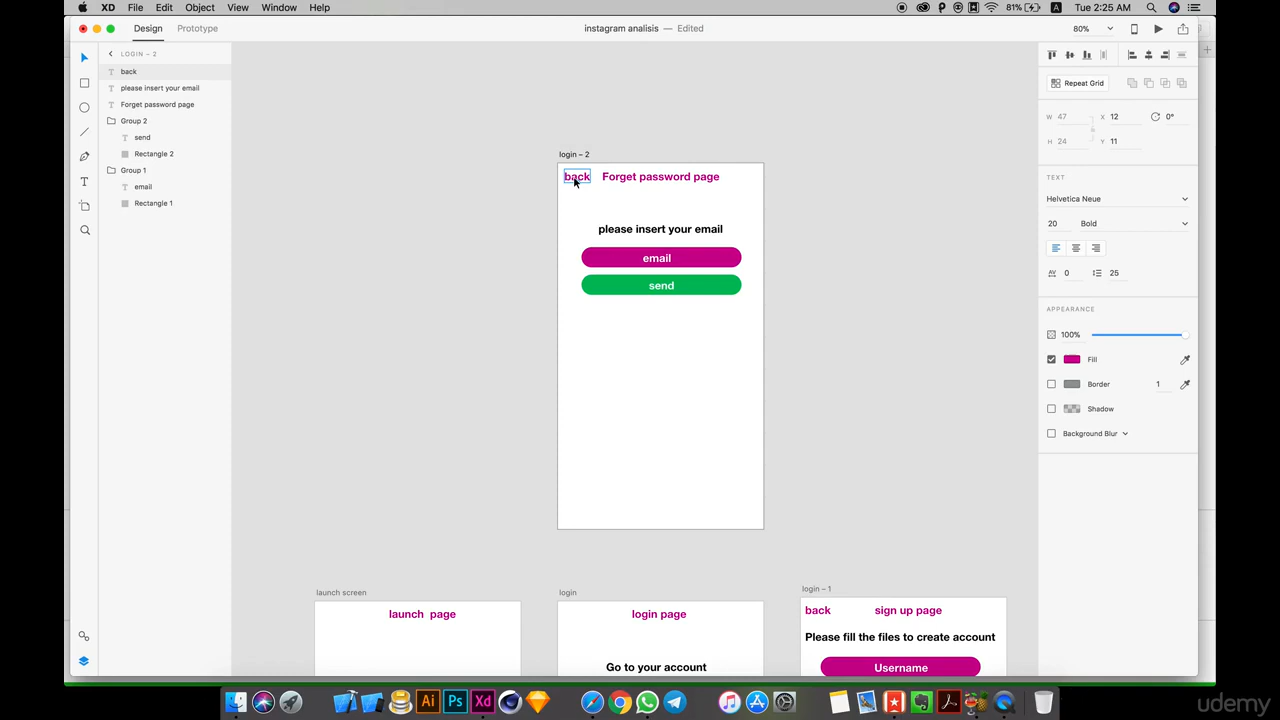 XD File Edit Object View Window Help
81% A Tue 2:25 AM
Design Prototype
instagram analisis — Edited
80%
LOGIN – 2
back
please insert your email
Forget password page
Group 2
send
Rectangle 2
Group 1
email
Rectangle 1
login – 2
back Forget password page
please insert your email
email
send
launch screen
launch page
login
login page
Go to your account
login – 1
back sign up page
Please fill the files to create account
Username
Repeat Grid
W 47 X 12 0°
H 24 Y 11
TEXT
Helvetica Neue
20 Bold
AV 0 25
APPEARANCE
100%
Fill
Border 1
Shadow
Background Blur
Ai Ps Xd
udemy